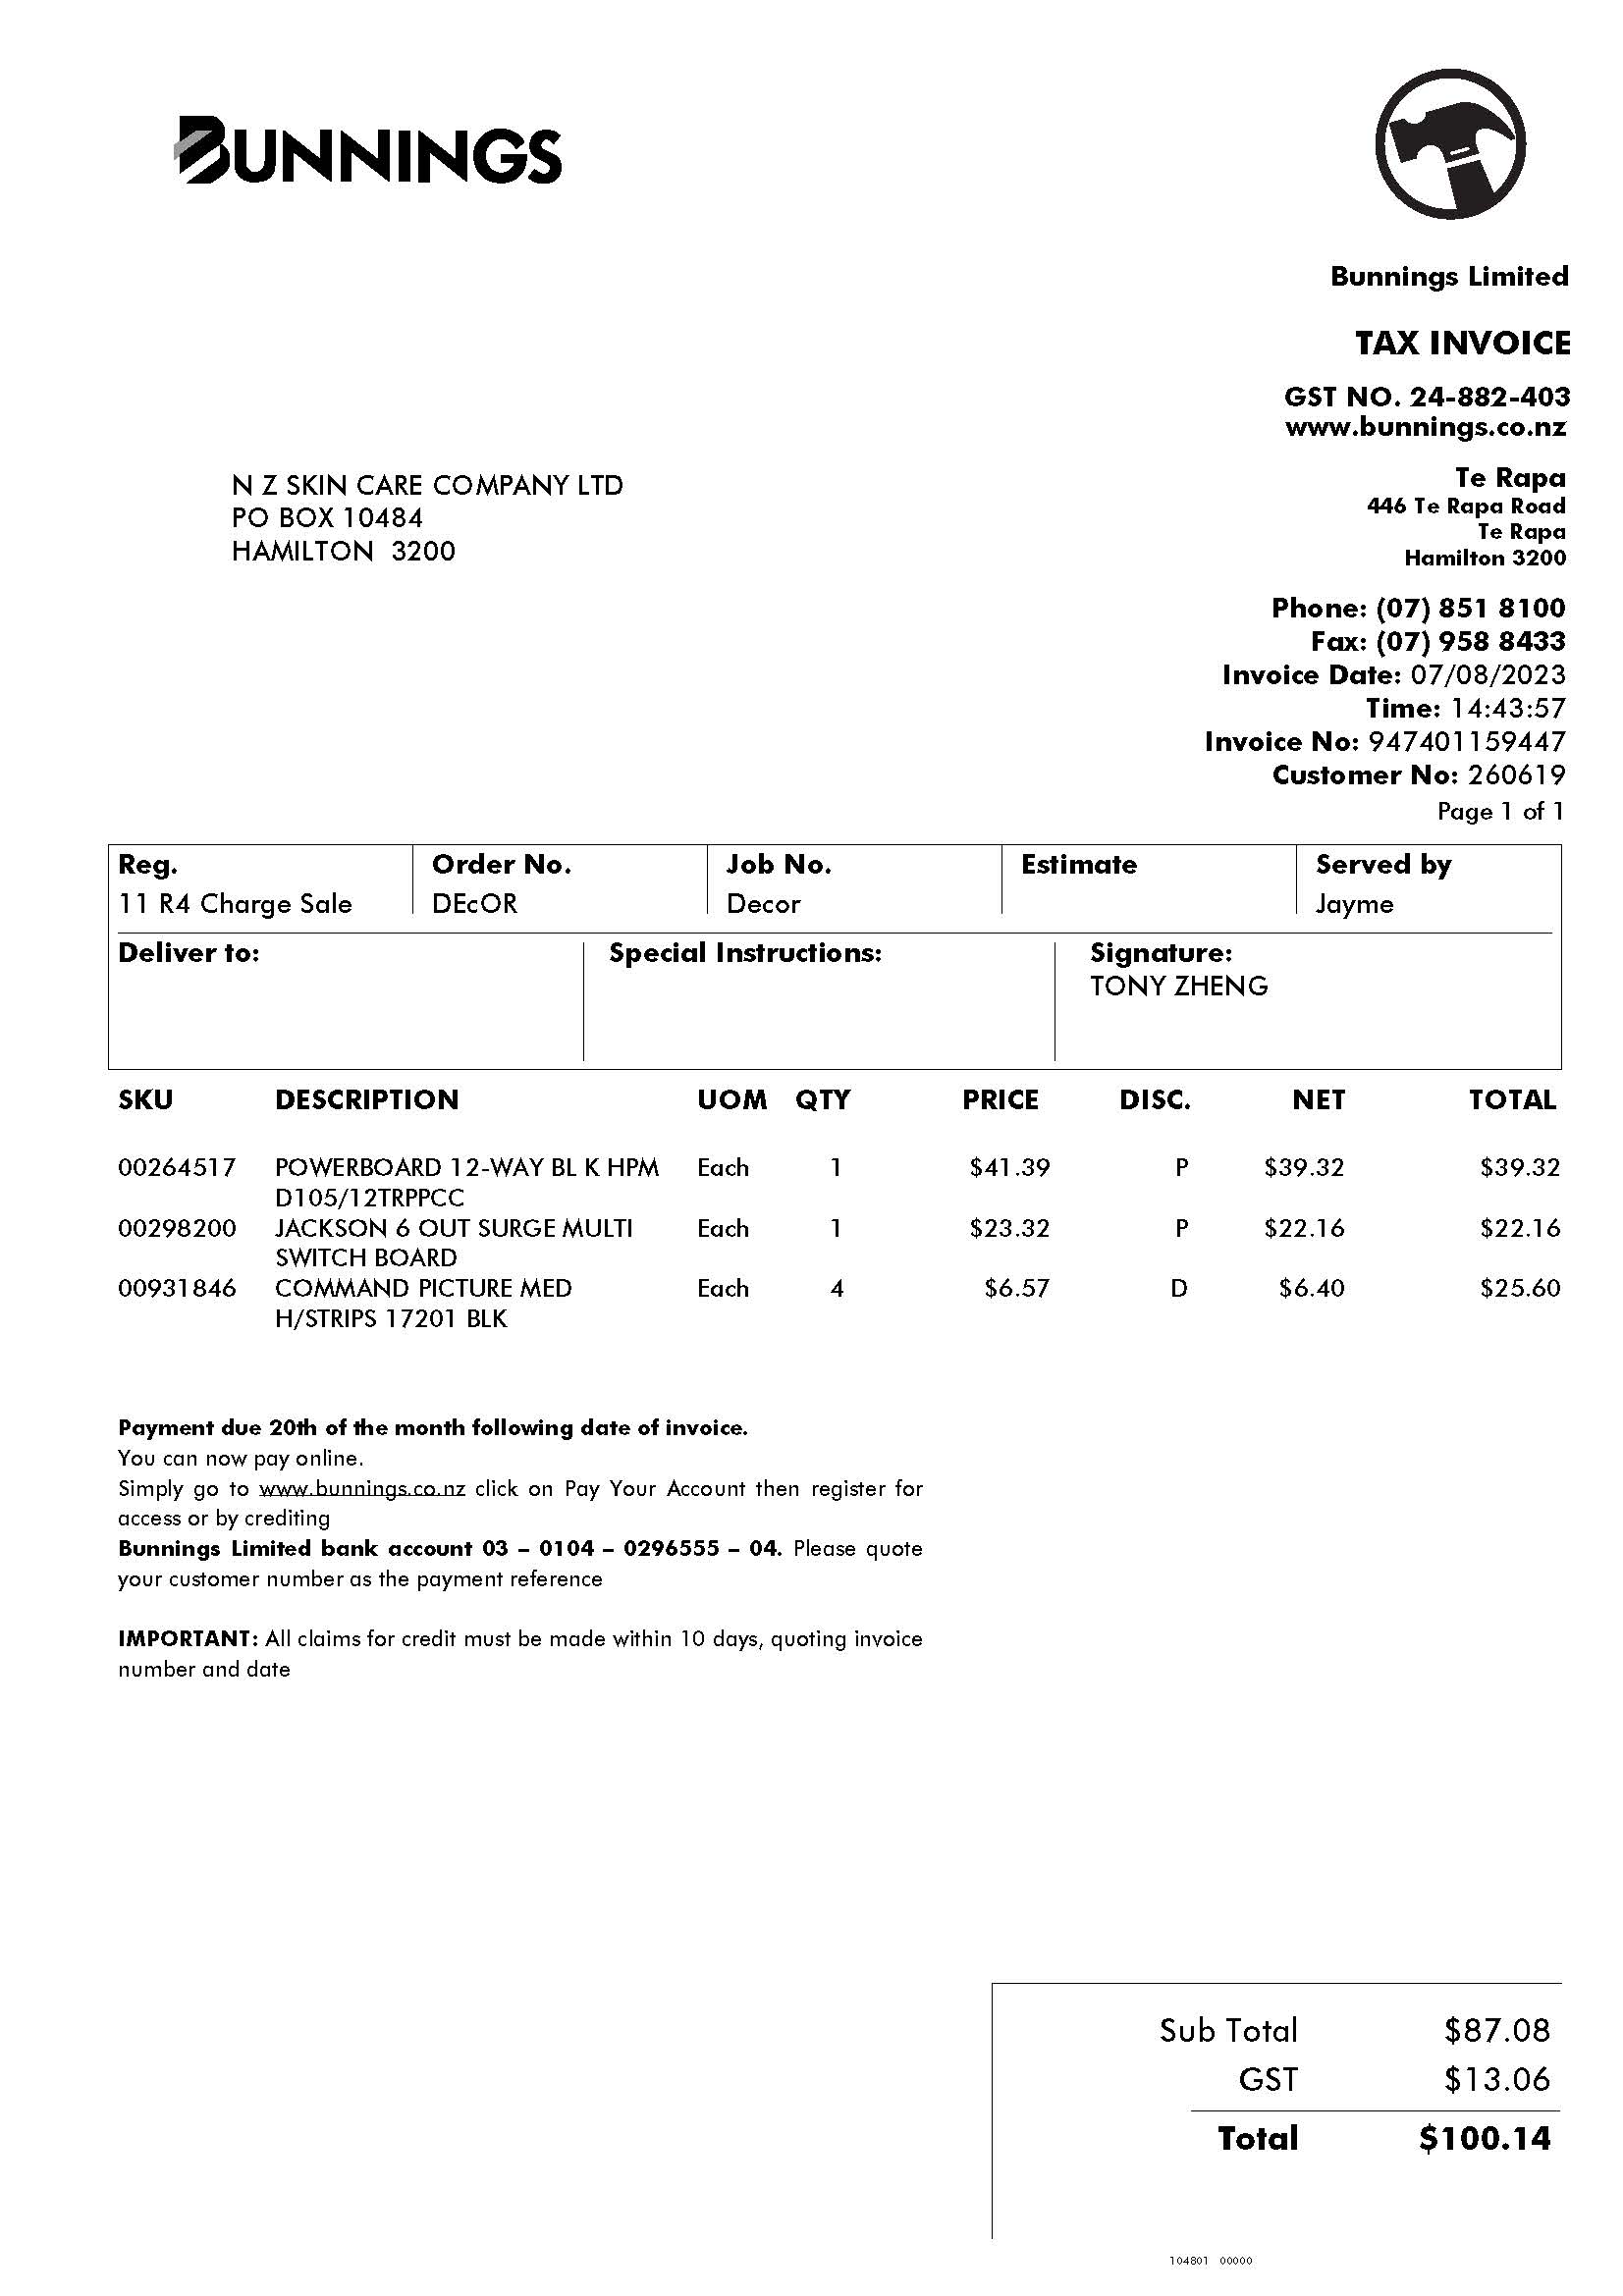 BUNNINGS
Bunnings Limited
TAX INVOICE
GST NO. 24-882-403
www.bunnings.co.nz
N Z SKIN CARE COMPANY LTD
PO BOX 10484
HAMILTON 3200
Te Rapa
446 Te Rapa Road
Te Rapa
Hamilton 3200
Phone: (07) 851 8100
Fax: (07) 958 8433
Invoice Date: 07/08/2023
Time: 14:43:57
Invoice No: 947401159447
Customer No: 260619
Page 1 of 1
Reg. Order No. Job No. Estimate Served by
11 R4 Charge Sale DEcOR Decor Jayme
Deliver to: Special Instructions: Signature:
TONY ZHENG
SKU DESCRIPTION UOM QTY PRICE DISC. NET TOTAL
00264517 POWERBOARD 12-WAY BL K HPM Each 1 $41.39 P $39.32 $39.32
D105/12TRPPCC
00298200 JACKSON 6 OUT SURGE MULTI Each 1 $23.32 P $22.16 $22.16
SWITCH BOARD
00931846 COMMAND PICTURE MED Each 4 $6.57 D $6.40 $25.60
H/STRIPS 17201 BLK
Payment due 20th of the month following date of invoice.
You can now pay online.
Simply go to www.bunnings.co.nz click on Pay Your Account then register for
access or by crediting
Bunnings Limited bank account 03 – 0104 – 0296555 – 04. Please quote
your customer number as the payment reference
IMPORTANT: All claims for credit must be made within 10 days, quoting invoice
number and date
Sub Total $87.08
GST $13.06
Total $100.14
104801 00000